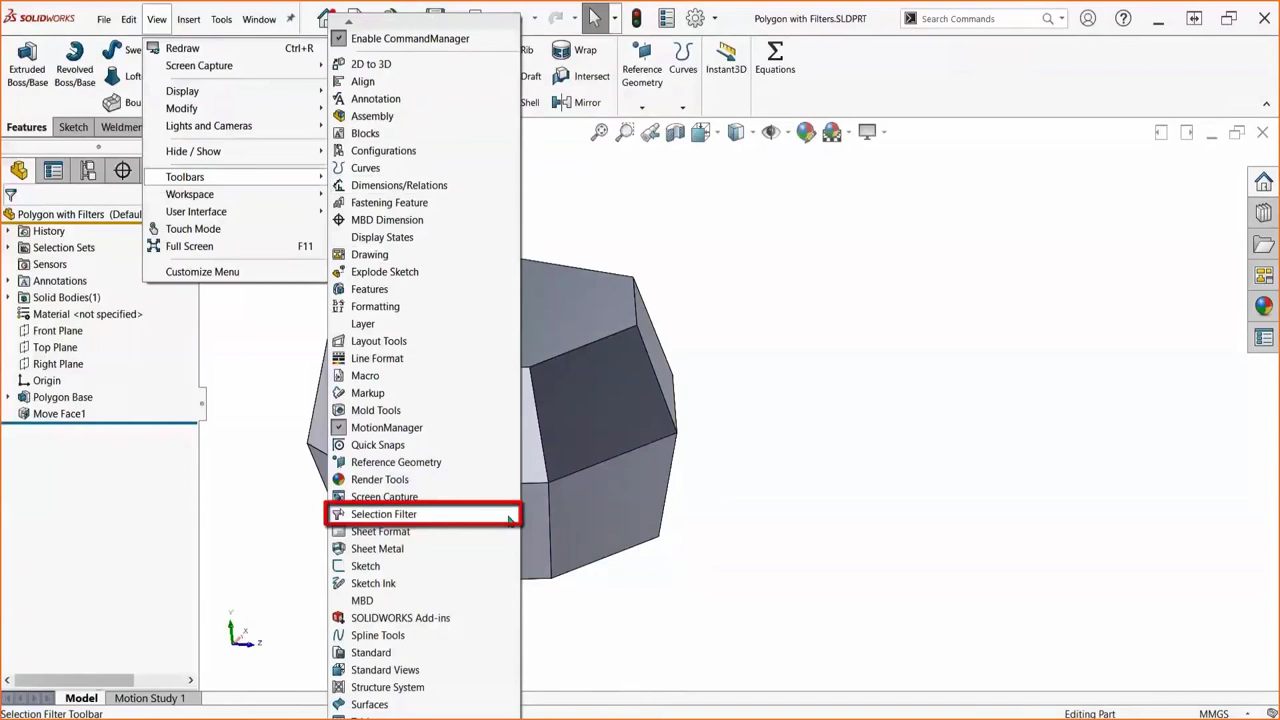 SOLIDWORKS
File
Edit
View
Insert
Tools
Window
Polygon with Filters.SLDPRT
Search Commands
Extruded
Boss/Base
Revolved
Boss/Base
Swe
Loft
Bou
Rib
Draft
Shell
Wrap
Intersect
Mirror
Reference
Geometry
Curves
Instant3D
Equations
Features
Sketch
Weldmen
Redraw Ctrl+R
Screen Capture
Display
Modify
Lights and Cameras
Hide / Show
Toolbars
Workspace
User Interface
Touch Mode
Full Screen F11
Customize Menu
Enable CommandManager
2D to 3D
Align
Annotation
Assembly
Blocks
Configurations
Curves
Dimensions/Relations
Fastening Feature
MBD Dimension
Display States
Drawing
Explode Sketch
Features
Formatting
Layer
Layout Tools
Line Format
Macro
Markup
Mold Tools
MotionManager
Quick Snaps
Reference Geometry
Render Tools
Screen Capture
Selection Filter
Sheet Format
Sheet Metal
Sketch
Sketch Ink
MBD
SOLIDWORKS Add-ins
Spline Tools
Standard
Standard Views
Structure System
Surfaces
Polygon with Filters (Defau
History
Selection Sets
Sensors
Annotations
Solid Bodies(1)
Material <not specified>
Front Plane
Top Plane
Right Plane
Origin
Polygon Base
Move Face1
Y
X
Z
Model
Motion Study 1
Selection Filter Toolbar
Editing Part
MMGS